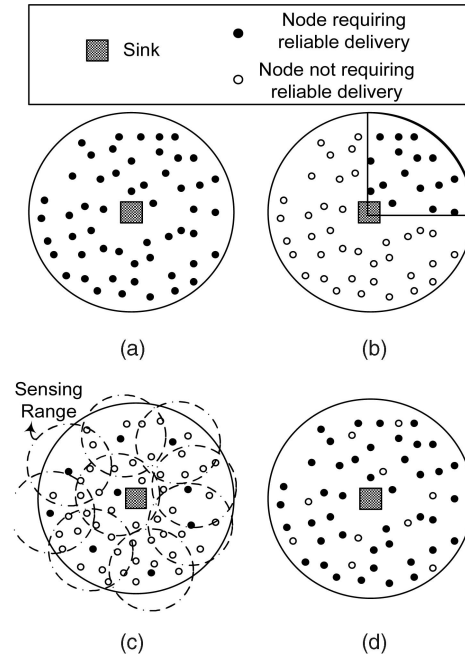 Sink
Node requiring
reliable delivery
Node not requiring
reliable delivery
(a)
(b)
Sensing
Range
(c)
(d)